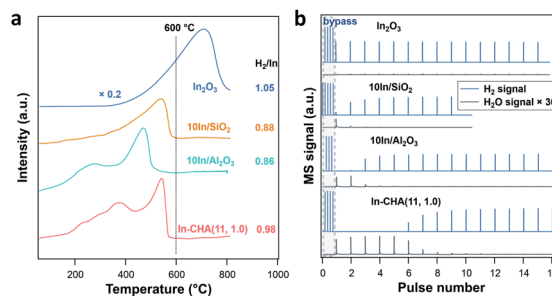 a
600 °C
H2/In
× 0.2
In2O3
1.05
10In/SiO2
0.88
10In/Al2O3
0.86
In-CHA(11, 1.0)
0.98
Intensity (a.u.)
0 200 400 600 800 1000
Temperature (°C)
b
bypass
In2O3
H2 signal
H2O signal × 30
10In/SiO2
10In/Al2O3
In-CHA(11, 1.0)
MS signal (a.u.)
0 2 4 6 8 10 12 14 16
Pulse number